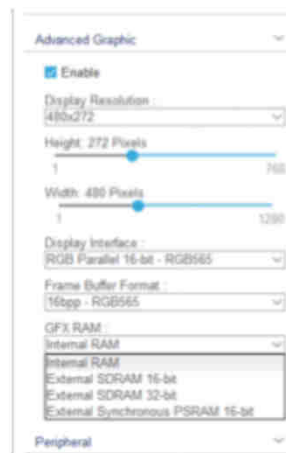 Advanced Graphic
Enable
Display Resolution :
480x272
Height: 272 Pixels
1 768
Width: 480 Pixels
1 1280
Display Interface :
RGB Parallel 16-bit - RGB565
Frame Buffer Format :
16bpp - RGB565
GFX RAM :
Internal RAM
Internal RAM
External SDRAM 16-bit
External SDRAM 32-bit
External Synchronous PSRAM 16-bit
Peripheral